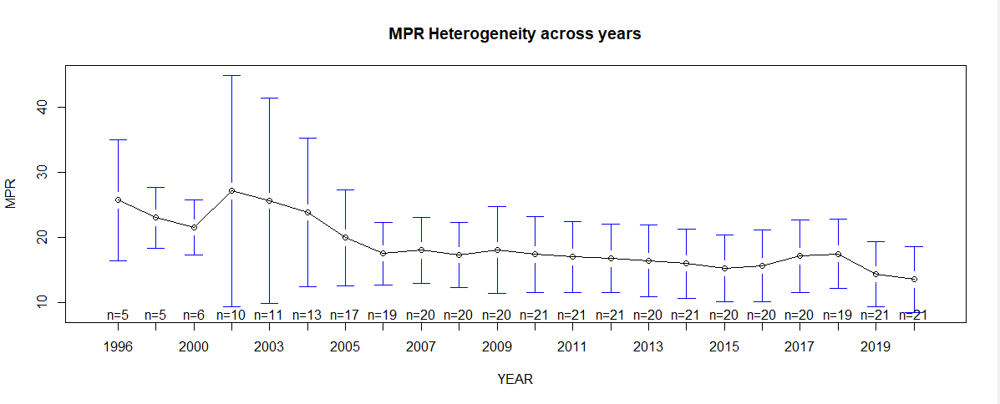 MPR Heterogeneity across years
MPR
40
30
20
10
n=5 n=5 n=6 n=10 n=11 n=13 n=17 n=19 n=20 n=20 n=20 n=21 n=21 n=21 n=20 n=21 n=20 n=20 n=20 n=19 n=21 n=21
1996 2000 2003 2005 2007 2009 2011 2013 2015 2017 2019
YEAR